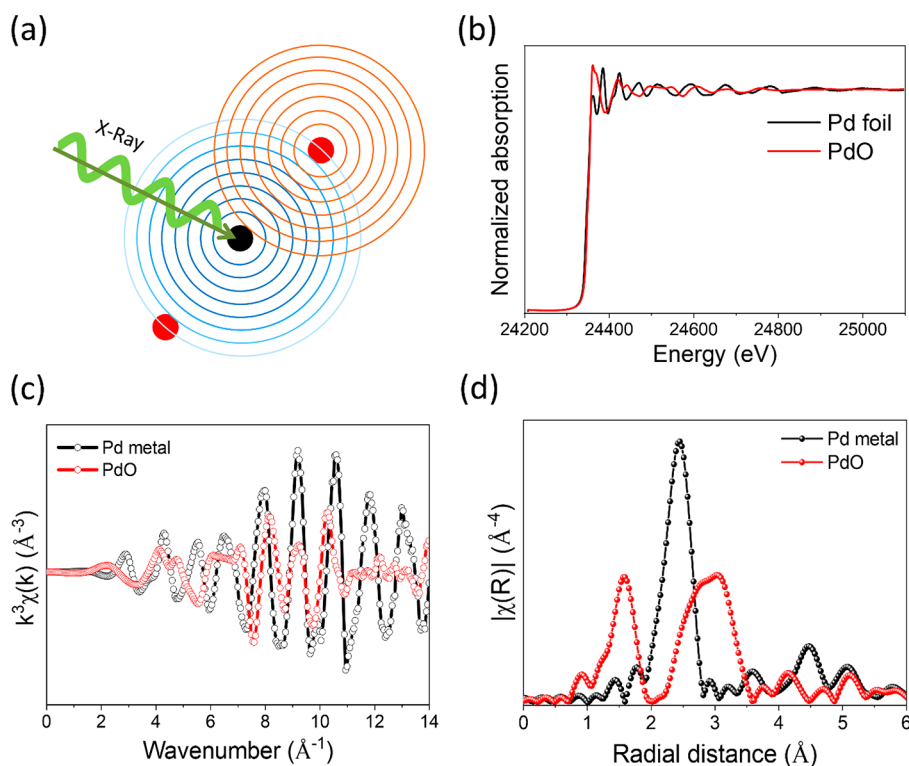 (a)
X-Ray
(b)
Normalized absorption
Pd foil
PdO
24200 24400 24600 24800 25000
Energy (eV)
(c)
k³χ(k) (Å⁻³)
Pd metal
PdO
0 2 4 6 8 10 12 14
Wavenumber (Å⁻¹)
(d)
|χ(R)| (Å⁻⁴)
Pd metal
PdO
0 1 2 3 4 5 6
Radial distance (Å)